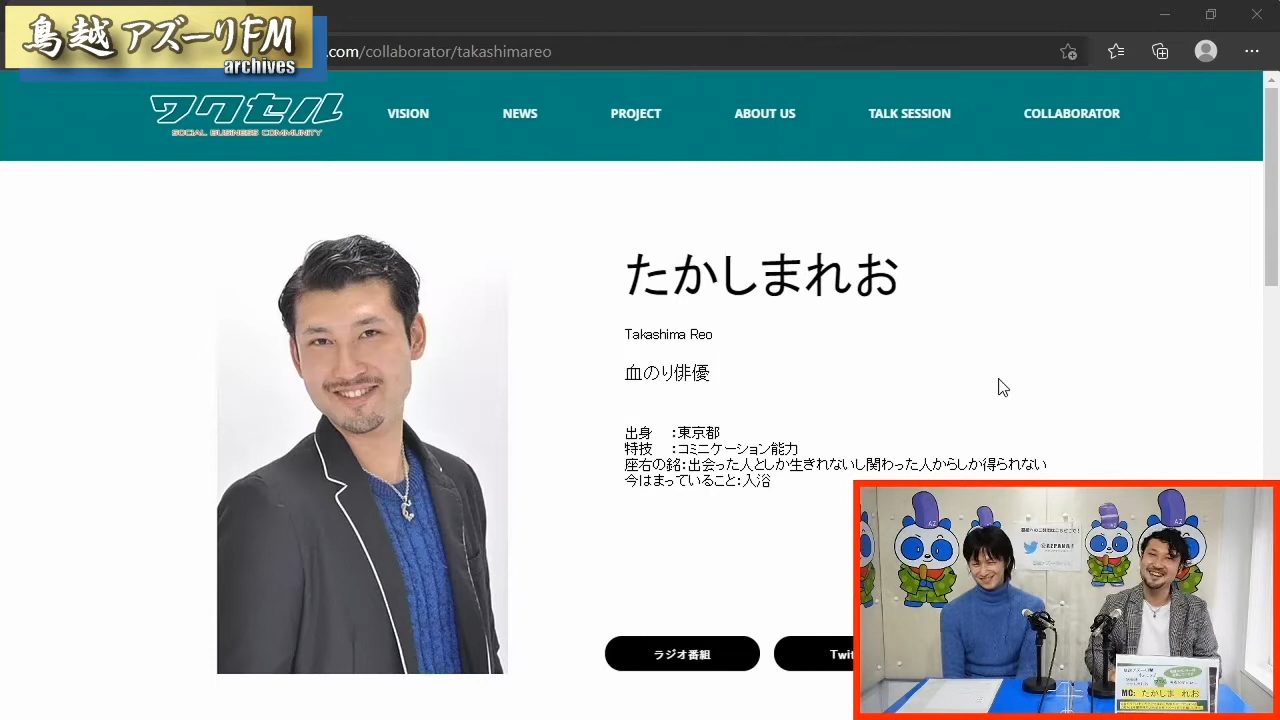 鳥越アズーりFM
archives
.com/collaborator/takashimareo
ワクセル
SOCIAL BUSINESS COMMUNITY
VISION NEWS PROJECT ABOUT US TALK SESSION COLLABORATOR
たかしまれお
Takashima Reo
血のり俳優
出身 :東京都
特技 :コミニケーション能力
座右の銘:出会った人としか生きれないし関わった人からしか得られない
今はまっていること:入浴
ラジオ番組
Twit
AZ
AZ
@AZPANA
MC: たかしま れお